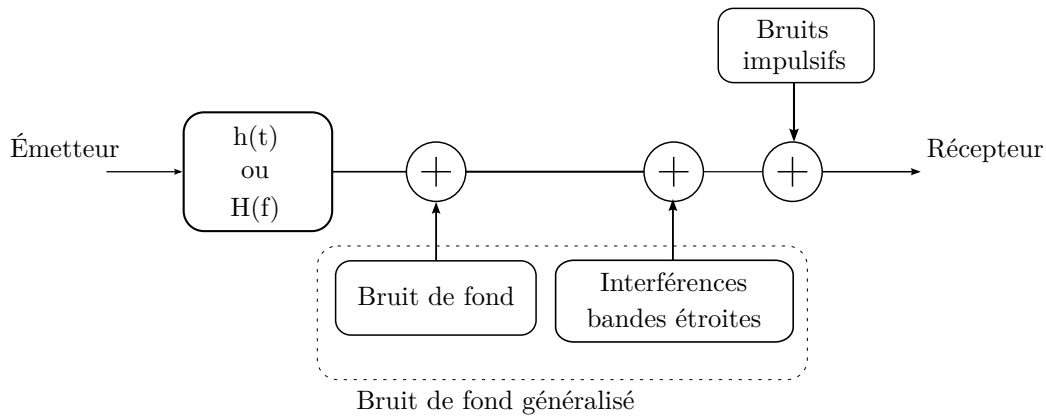 Bruits
impulsifs
Émetteur
h(t)
ou
H(f)
Récepteur
Bruit de fond
Interférences
bandes étroites
Bruit de fond généralisé